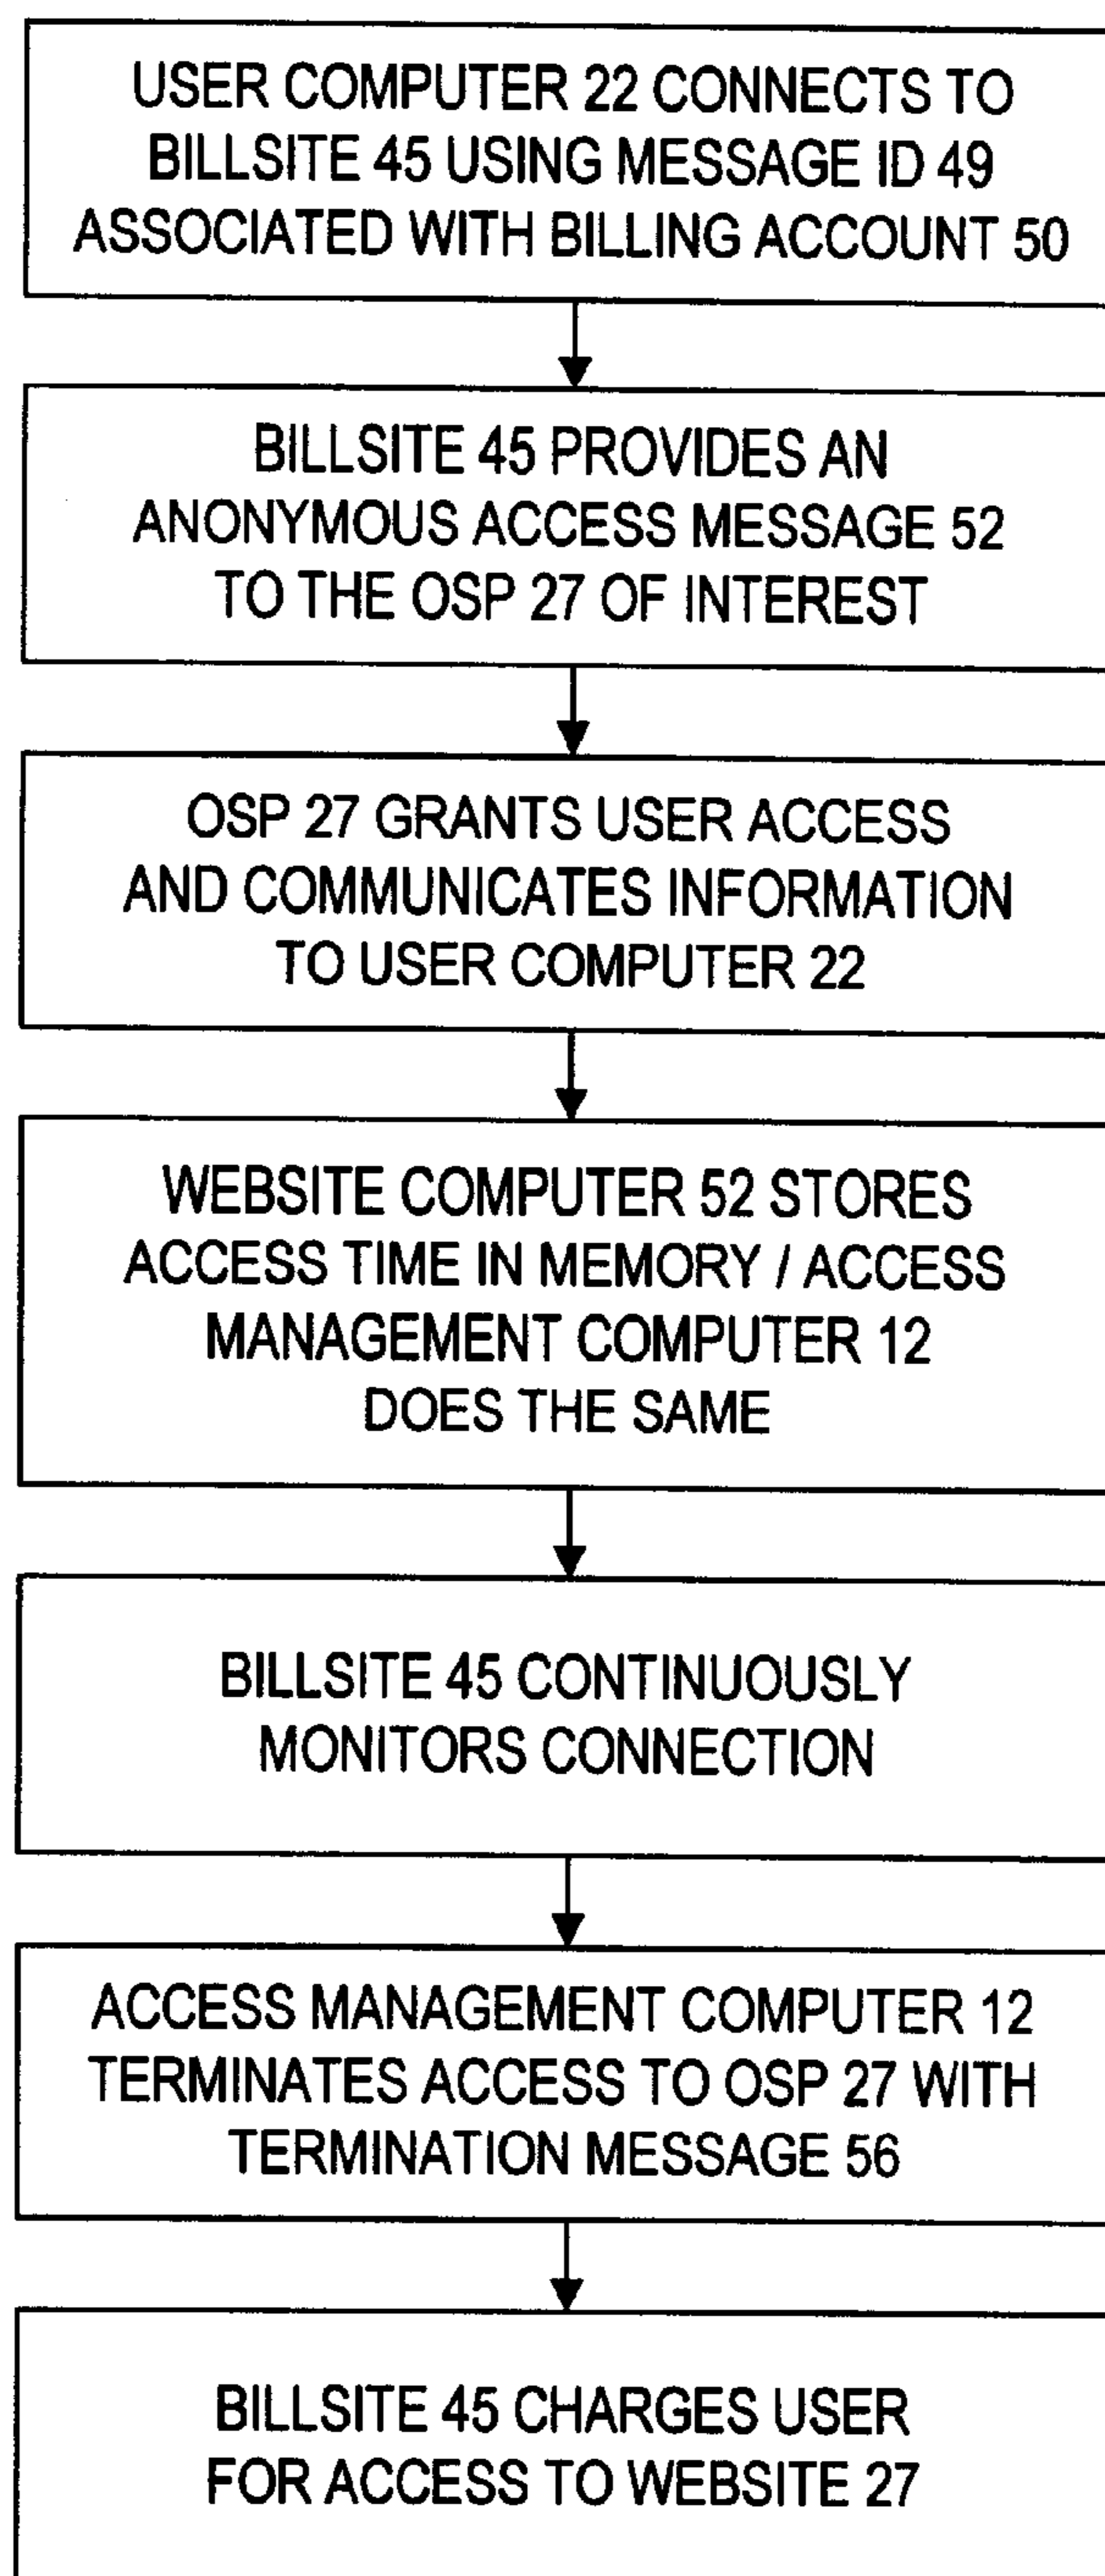 USER COMPUTER 22 CONNECTS TO
BILLSITE 45 USING MESSAGE ID 49
ASSOCIATED WITH BILLING ACCOUNT 50
BILLSITE 45 PROVIDES AN
ANONYMOUS ACCESS MESSAGE 52
TO THE OSP 27 OF INTEREST
OSP 27 GRANTS USER ACCESS
AND COMMUNICATES INFORMATION
TO USER COMPUTER 22
WEBSITE COMPUTER 52 STORES
ACCESS TIME IN MEMORY / ACCESS
MANAGEMENT COMPUTER 12
DOES THE SAME
BILLSITE 45 CONTINUOUSLY
MONITORS CONNECTION
ACCESS MANAGEMENT COMPUTER 12
TERMINATES ACCESS TO OSP 27 WITH
TERMINATION MESSAGE 56
BILLSITE 45 CHARGES USER
FOR ACCESS TO WEBSITE 27